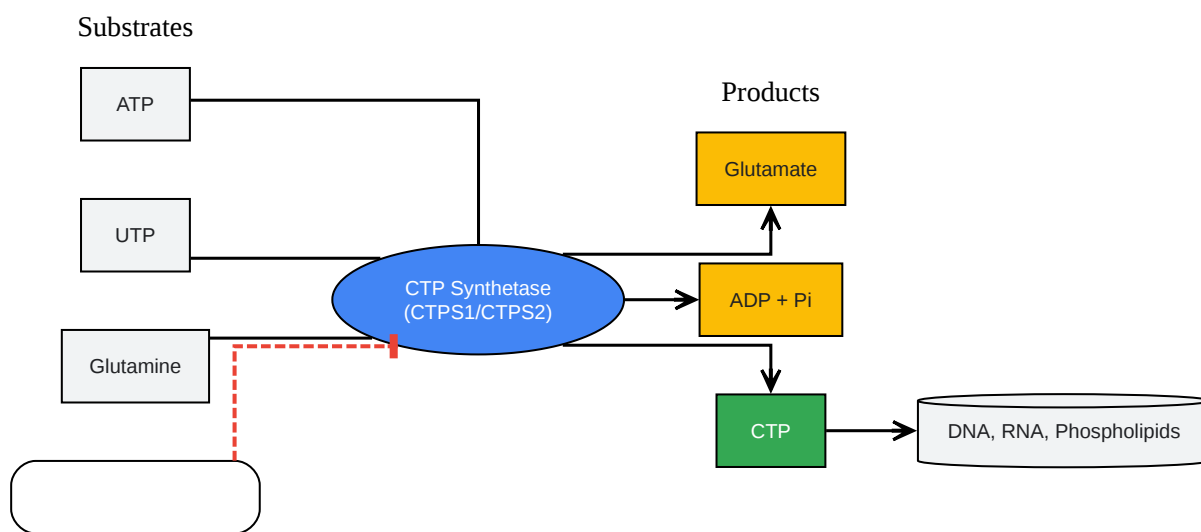 Substrates
ATP
UTP
Glutamine
CTP Synthetase
(CTPS1/CTPS2)
Products
Glutamate
ADP + Pi
CTP
DNA, RNA, Phospholipids